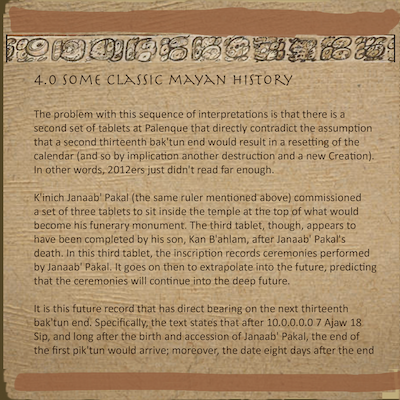 4.0 SOME CLASSIC MAYAN HISTORY
The problem with this sequence of interpretations is that there is a
second set of tablets at Palenque that directly contradict the assumption
that a second thirteenth bak'tun end would result in a resetting of the
calendar (and so by implication another destruction and a new Creation).
In other words, 2012ers just didn't read far enough.
K'inich Janaab' Pakal (the same ruler mentioned above) commissioned
a set of three tablets to sit inside the temple at the top of what would
become his funerary monument. The third tablet, though, appears to
have been completed by his son, Kan B'ahlam, after Janaab' Pakal's
death. In this third tablet, the inscription records ceremonies performed
by Janaab' Pakal. It goes on then to extrapolate into the future, predicting
that the ceremonies will continue into the deep future.
It is this future record that has direct bearing on the next thirteenth
bak'tun end. Specifically, the text states that after 10.0.0.0.0 7 Ajaw 18
Sip, and long after the birth and accession of Janaab' Pakal, the end of
the first pik'tun would arrive; moreover, the date eight days after the end